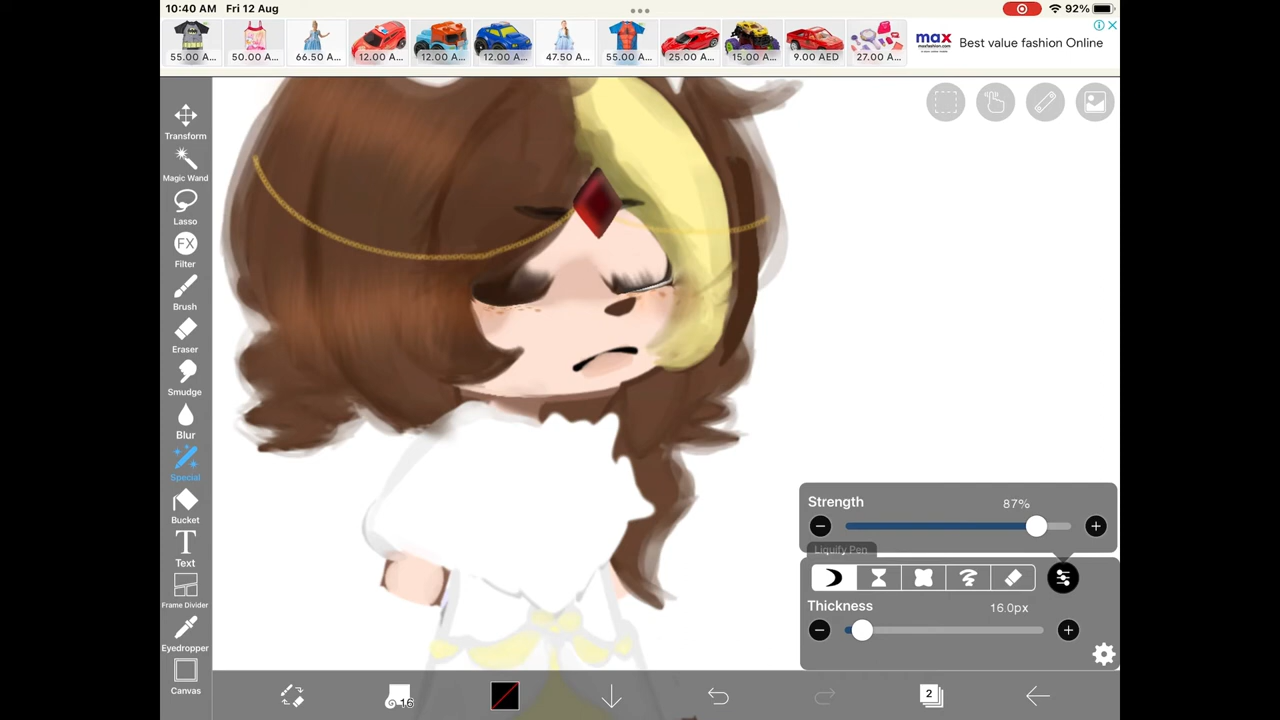 10:40 AM Fri 12 Aug
92%
55.00 A...
50.00 A...
66.50 A...
12.00 A...
12.00 A...
12.00 A...
47.50 A...
55.00 A...
25.00 A...
15.00 A...
9.00 AED
27.00 A...
max
Best value fashion Online
Transform
Magic Wand
Lasso
FX
Filter
Brush
Eraser
Smudge
Blur
Special
Bucket
T
Text
Frame Divider
Eyedropper
Canvas
Strength 87%
Liquify Pen
Thickness 16.0px
16
2